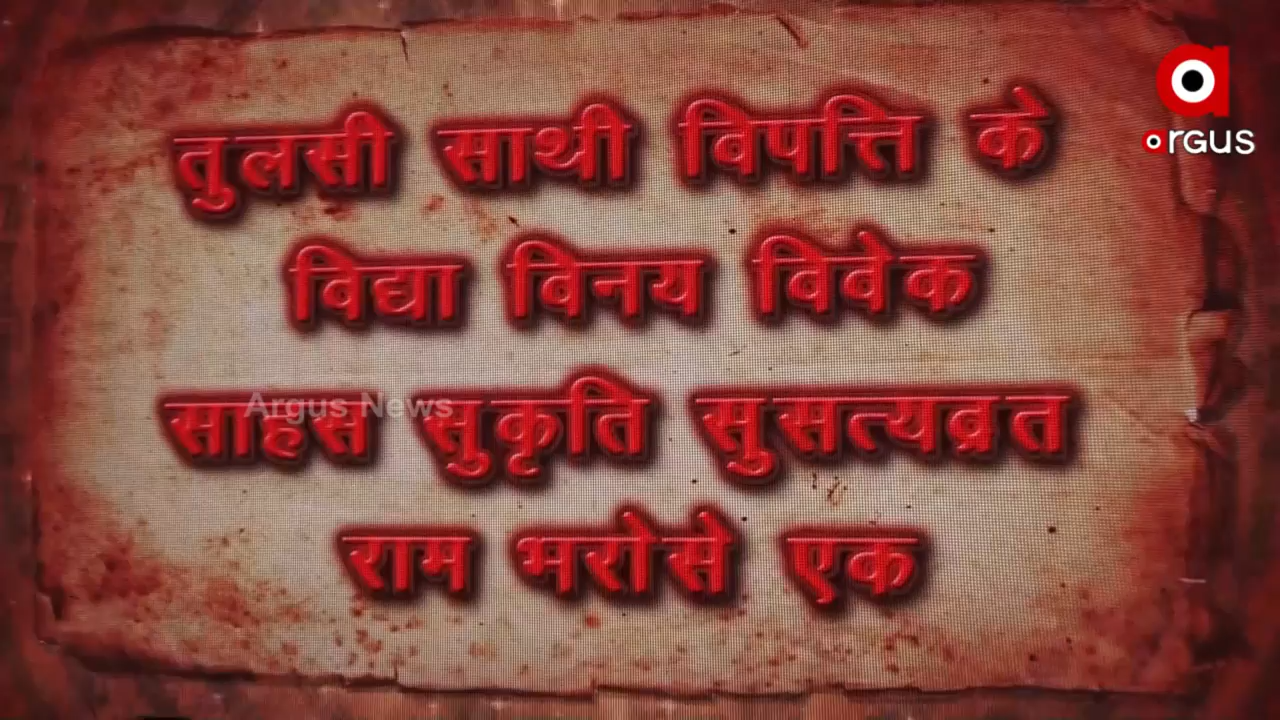 तुलसी साथी विपत्ति के
विद्या विनय विवेक
साहस सुकृति सुसत्यव्रत
राम भरोसे एक
argus
Argus News